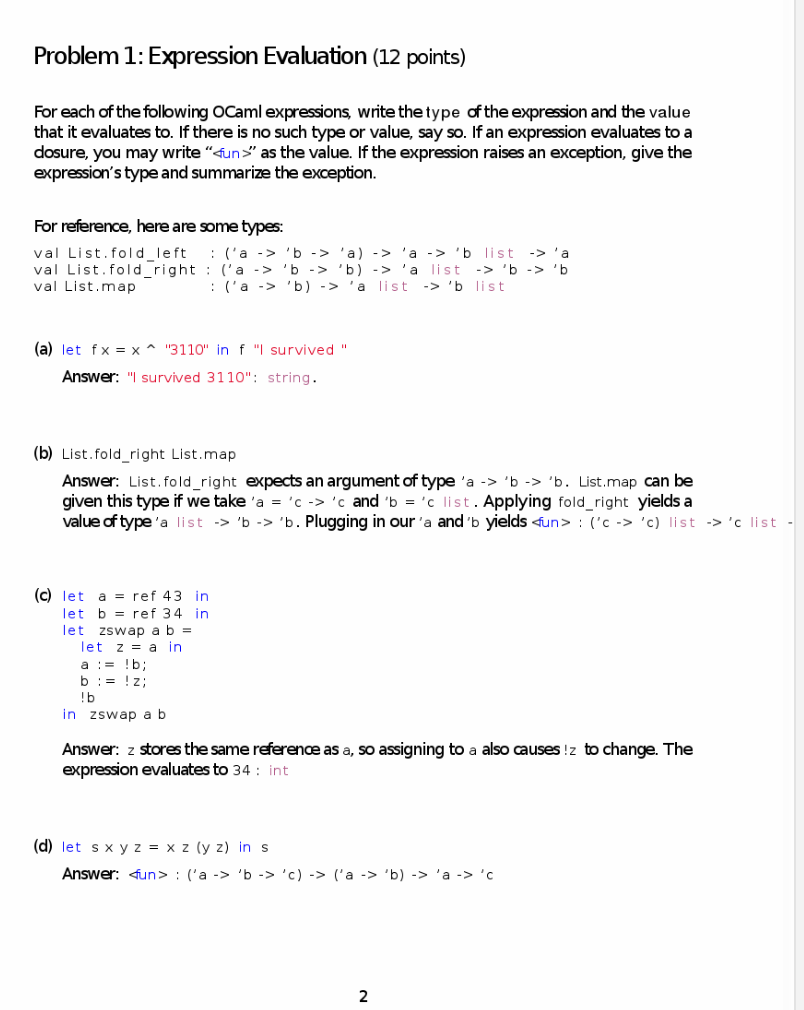 Problem 1: Expression Evaluation (12 points)
For each of the following OCaml expressions, write the type of the expression and the value
that it evaluates to. If there is no such type or value, say so. If an expression evaluates to a
closure, you may write “<fun>” as the value. If the expression raises an exception, give the
expression’s type and summarize the exception.
For reference, here are some types:
val List.fold_left : (’a -> ’b -> ’a) -> ’a -> ’b list -> ’a
val List.fold_right : (’a -> ’b -> ’b) -> ’a list -> ’b -> ’b
val List.map : (’a -> ’b) -> ’a list -> ’b list
(a) let f x = x ^ "3110" in f "I survived "
Answer: "I survived 3110": string.
(b) List.fold_right List.map
Answer: List.fold_right expects an argument of type ’a -> ’b -> ’b. List.map can be
given this type if we take ’a = ’c -> ’c and ’b = ’c list. Applying fold_right yields a
value of type ’a list -> ’b -> ’b. Plugging in our ’a and ’b yields <fun> : (’c -> ’c) list -> ’c list -
(c) let a = ref 43 in
let b = ref 34 in
let zswap a b =
let z = a in
a := !b;
b := !z;
!b
in zswap a b
Answer: z stores the same reference as a, so assigning to a also causes !z to change. The
expression evaluates to 34 : int
(d) let s x y z = x z (y z) in s
Answer: <fun> : (’a -> ’b -> ’c) -> (’a -> ’b) -> ’a -> ’c
2